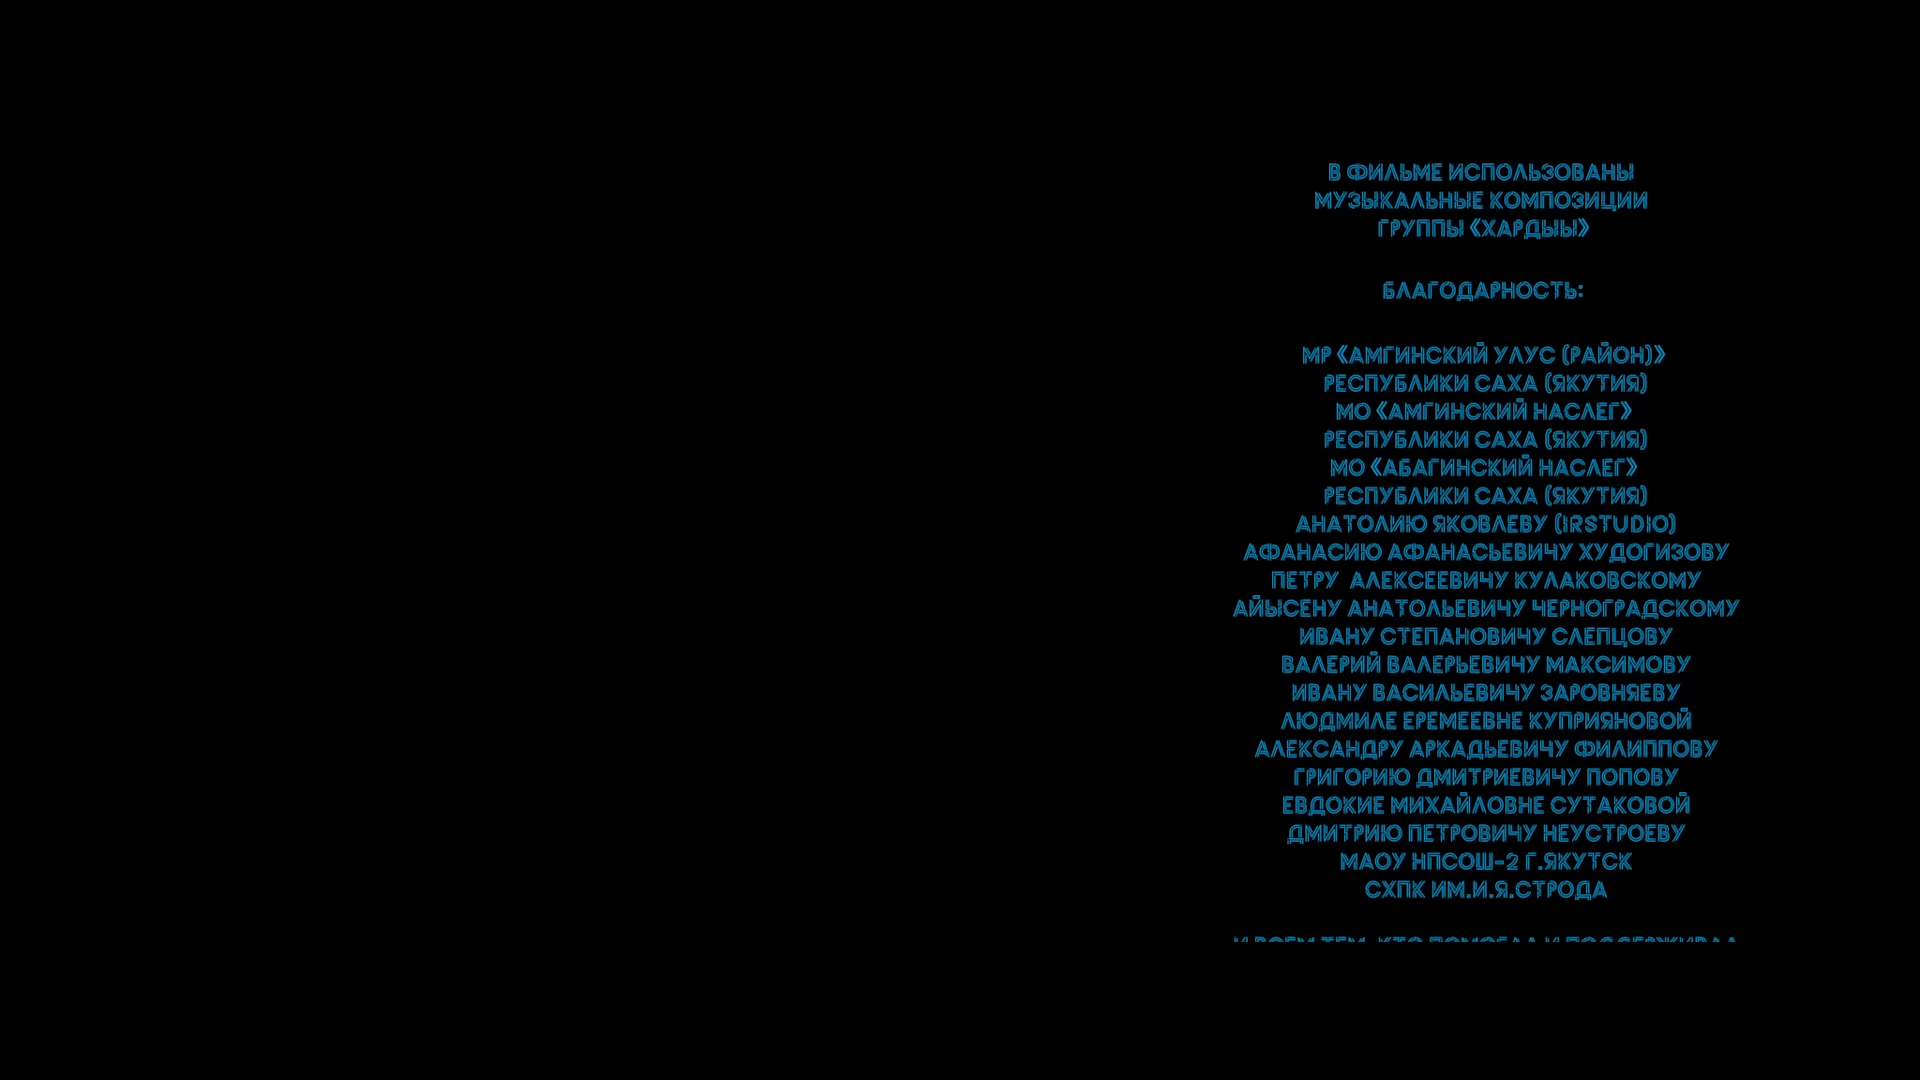 В ФИЛЬМЕ ИСПОЛЬЗОВАНЫ
МУЗЫКАЛЬНЫЕ КОМПОЗИЦИИ
ГРУППЫ «ХАРДЫЫ»
БЛАГОДАРНОСТЬ:
МР «АМГИНСКИЙ УЛУС (РАЙОН)»
РЕСПУБЛИКИ САХА (ЯКУТИЯ)
МО «АМГИНСКИЙ НАСЛЕГ»
РЕСПУБЛИКИ САХА (ЯКУТИЯ)
МО «АБАГИНСКИЙ НАСЛЕГ»
РЕСПУБЛИКИ САХА (ЯКУТИЯ)
АНАТОЛИЮ ЯКОВЛЕВУ (IRSTUDIO)
АФАНАСИЮ АФАНАСЬЕВИЧУ ХУДОГИЗОВУ
ПЕТРУ АЛЕКСЕЕВИЧУ КУЛАКОВСКОМУ
АЙЫСЕНУ АНАТОЛЬЕВИЧУ ЧЕРНОГРАДСКОМУ
ИВАНУ СТЕПАНОВИЧУ СЛЕПЦОВУ
ВАЛЕРИЙ ВАЛЕРЬЕВИЧУ МАКСИМОВУ
ИВАНУ ВАСИЛЬЕВИЧУ ЗАРОВНЯЕВУ
ЛЮДМИЛЕ ЕРЕМЕЕВНЕ КУПРИЯНОВОЙ
АЛЕКСАНДРУ АРКАДЬЕВИЧУ ФИЛИППОВУ
ГРИГОРИЮ ДМИТРИЕВИЧУ ПОПОВУ
ЕВДОКИЕ МИХАЙЛОВНЕ СУТАКОВОЙ
ДМИТРИЮ ПЕТРОВИЧУ НЕУСТРОЕВУ
МАОУ НПСОШ-2 Г.ЯКУТСК
СХПК ИМ.И.Я.СТРОДА